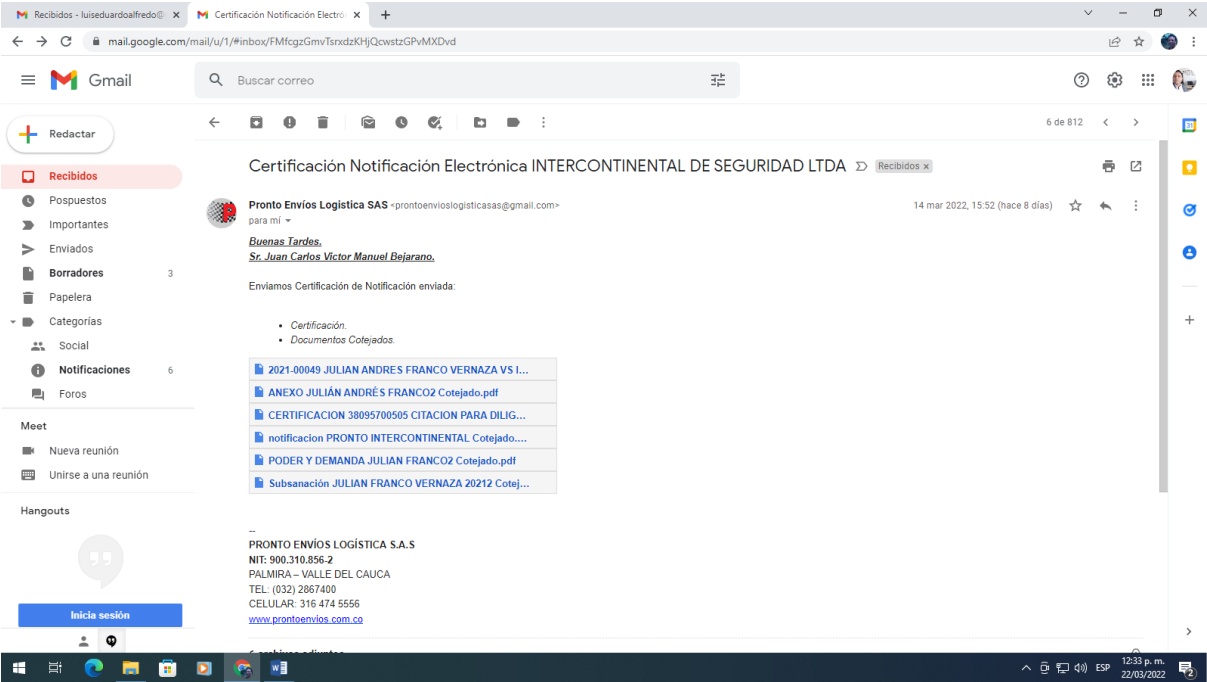 Recibidos - luiseduardoalfredo@
Certificación Notificación Electró
mail.google.com/mail/u/1/#inbox/FMfcgzGmvTsrxdzKHjQcwstzGPvMXDvd
Gmail
Buscar correo
Redactar
6 de 812
Recibidos
Pospuestos
Importantes
Enviados
Borradores 3
Papelera
Categorías
Social
Notificaciones 6
Foros
Meet
Nueva reunión
Unirse a una reunión
Hangouts
Inicia sesión
Certificación Notificación Electrónica INTERCONTINENTAL DE SEGURIDAD LTDA Recibidos x
Pronto Envíos Logistica SAS <prontoenvioslogisticasas@gmail.com> 14 mar 2022, 15:52 (hace 8 días)
para mí
Buenas Tardes.
Sr. Juan Carlos Victor Manuel Bejarano.
Enviamos Certificación de Notificación enviada:
• Certificación.
• Documentos Cotejados.
2021-00049 JULIAN ANDRES FRANCO VERNAZA VS I...
ANEXO JULIÁN ANDRÉS FRANCO2 Cotejado.pdf
CERTIFICACION 38095700505 CITACION PARA DILIG...
notificacion PRONTO INTERCONTINENTAL Cotejado....
PODER Y DEMANDA JULIAN FRANCO2 Cotejado.pdf
Subsanación JULIAN FRANCO VERNAZA 20212 Cotej...
--
PRONTO ENVÍOS LOGÍSTICA S.A.S
NIT: 900.310.856-2
PALMIRA – VALLE DEL CAUCA
TEL: (032) 2867400
CELULAR: 316 474 5556
www.prontoenvios.com.co
6 archivos adjuntos
ESP
12:33 p. m.
22/03/2022
2